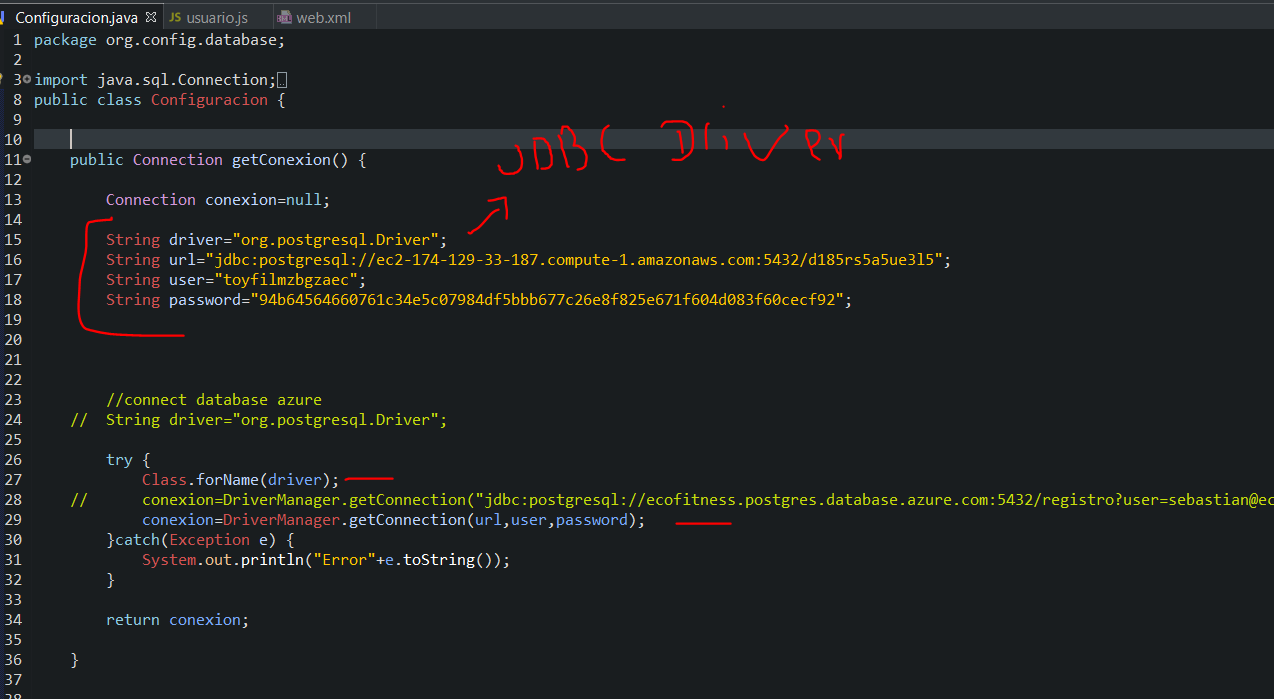 Configuracion.java usuario.js web.xml
1 package org.config.database;
2
3 import java.sql.Connection;
8 public class Configuracion {
9
10
JDBC Driver
11 public Connection getConexion() {
12
13 Connection conexion=null;
14
15 String driver="org.postgresql.Driver";
16 String url="jdbc:postgresql://ec2-174-129-33-187.compute-1.amazonaws.com:5432/d185rs5a5ue3l5";
17 String user="toyfilmzbgzaec";
18 String password="94b64564660761c34e5c07984df5bbb677c26e8f825e671f604d083f60cecf92";
19
20
21
22
23 //connect database azure
24 // String driver="org.postgresql.Driver";
25
26 try {
27 Class.forName(driver);
28 // conexion=DriverManager.getConnection("jdbc:postgresql://ecofitness.postgres.database.azure.com:5432/registro?user=sebastian@ec
29 conexion=DriverManager.getConnection(url,user,password);
30 }catch(Exception e) {
31 System.out.println("Error"+e.toString());
32 }
33
34 return conexion;
35
36 }
37
38